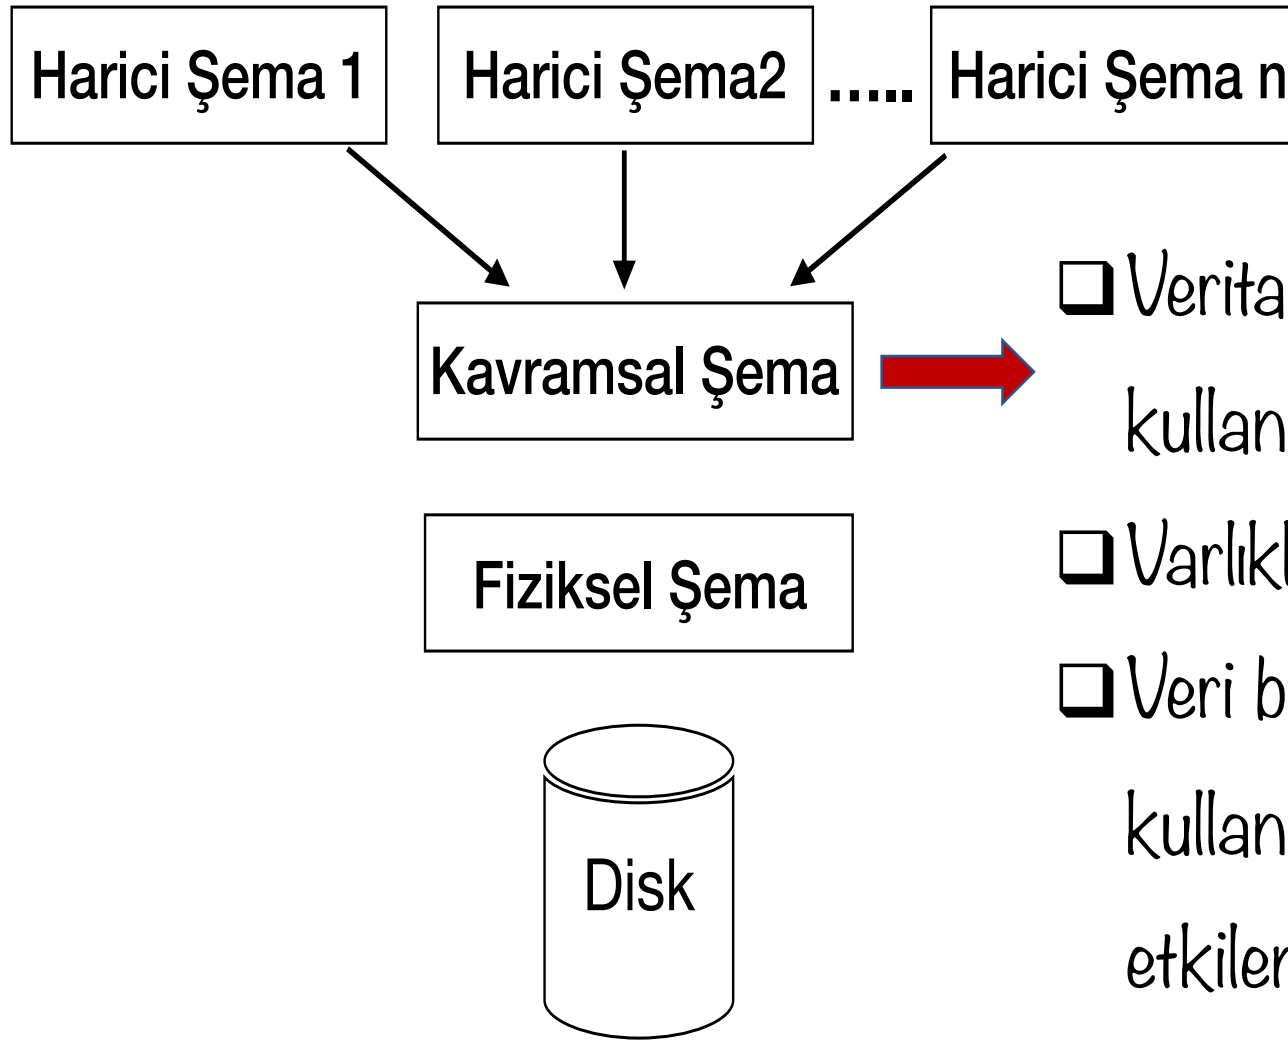 Harici Şema 1
Harici Şema2
.....
Harici Şema n
Kavramsal Şema
Fiziksel Şema
Disk
❑ Verita
kullan
❑ Varlıkl
❑ Veri b
kullan
etkiler